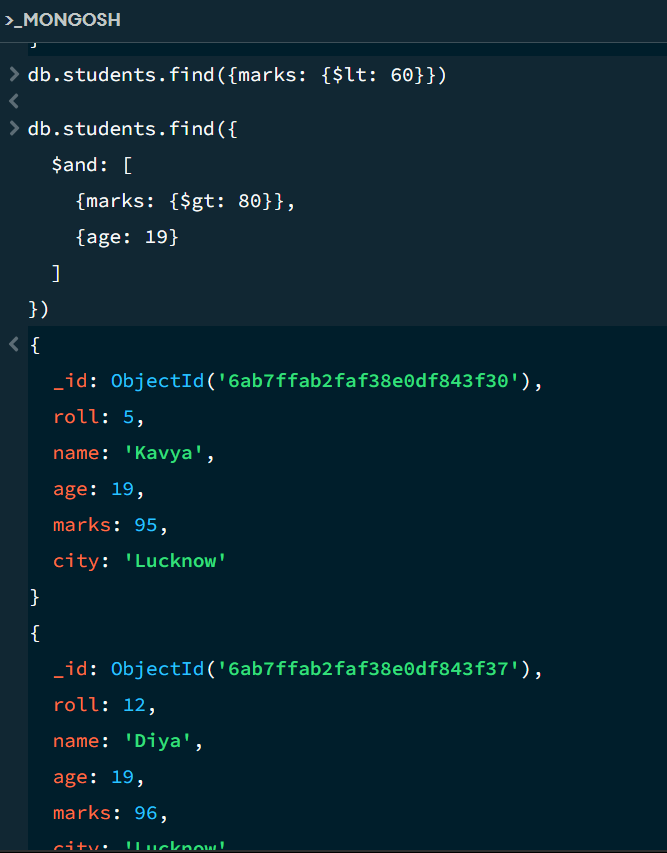 >_MONGOSH
}
> db.students.find({marks: {$lt: 60}})
<
> db.students.find({
$and: [
{marks: {$gt: 80}},
{age: 19}
]
})
< {
_id: ObjectId('6ab7ffab2faf38e0df843f30'),
roll: 5,
name: 'Kavya',
age: 19,
marks: 95,
city: 'Lucknow'
}
{
_id: ObjectId('6ab7ffab2faf38e0df843f37'),
roll: 12,
name: 'Diya',
age: 19,
marks: 96,
city: 'Lucknow'